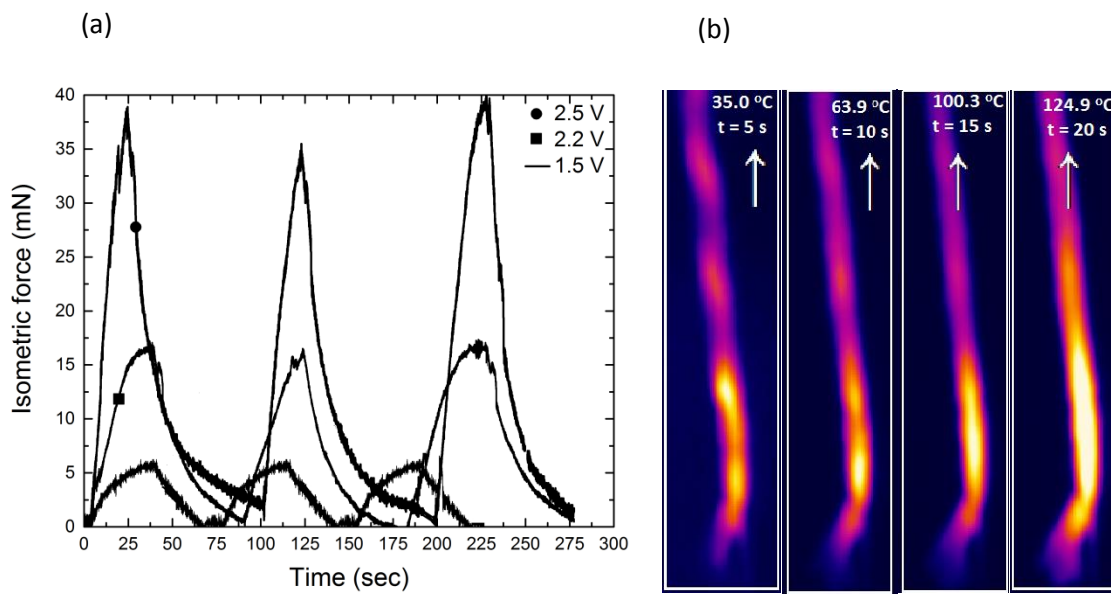 (a)
(b)
40
35
30
25
20
15
10
5
0
Isometric force (mN)
2.5 V
2.2 V
1.5 V
0 25 50 75 100 125 150 175 200 225 250 275 300
Time (sec)
35.0 °C
t = 5 s
63.9 °C
t = 10 s
100.3 °C
t = 15 s
124.9 °C
t = 20 s